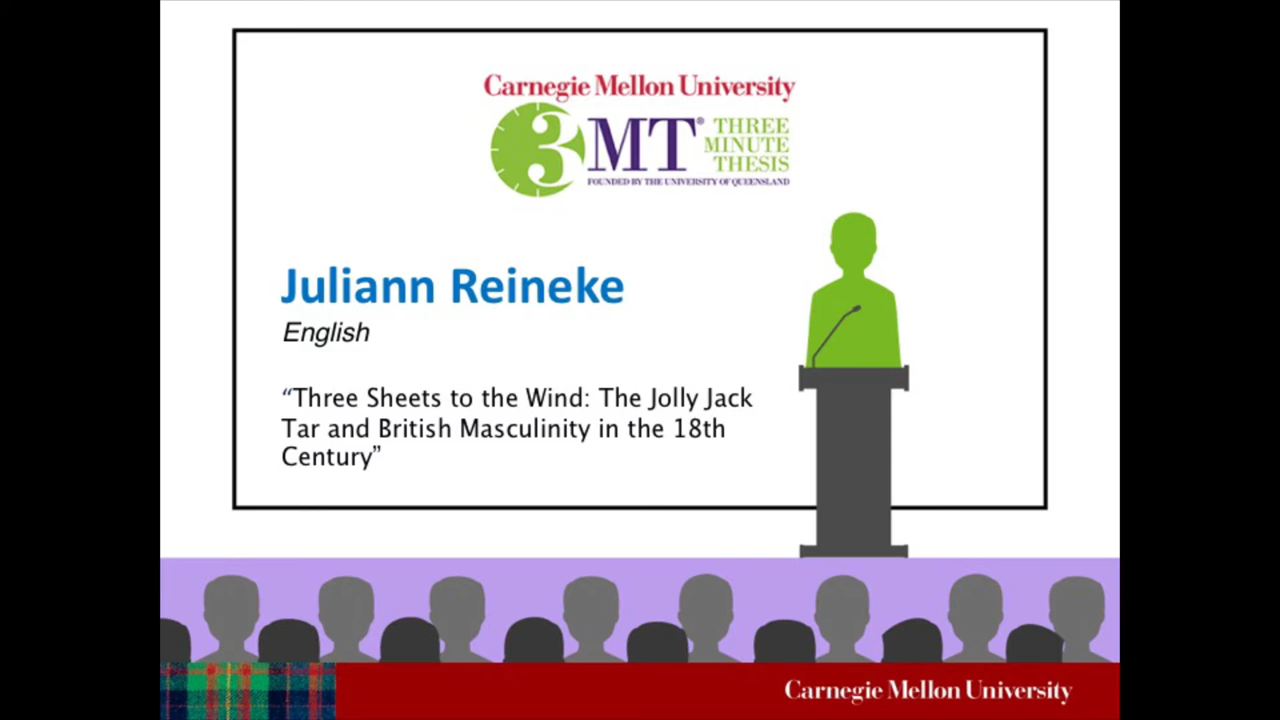 Carnegie Mellon University
3MT® THREE
MINUTE
THESIS
FOUNDED BY THE UNIVERSITY OF QUEENSLAND
Juliann Reineke
English
“Three Sheets to the Wind: The Jolly Jack
Tar and British Masculinity in the 18th
Century”
Carnegie Mellon University